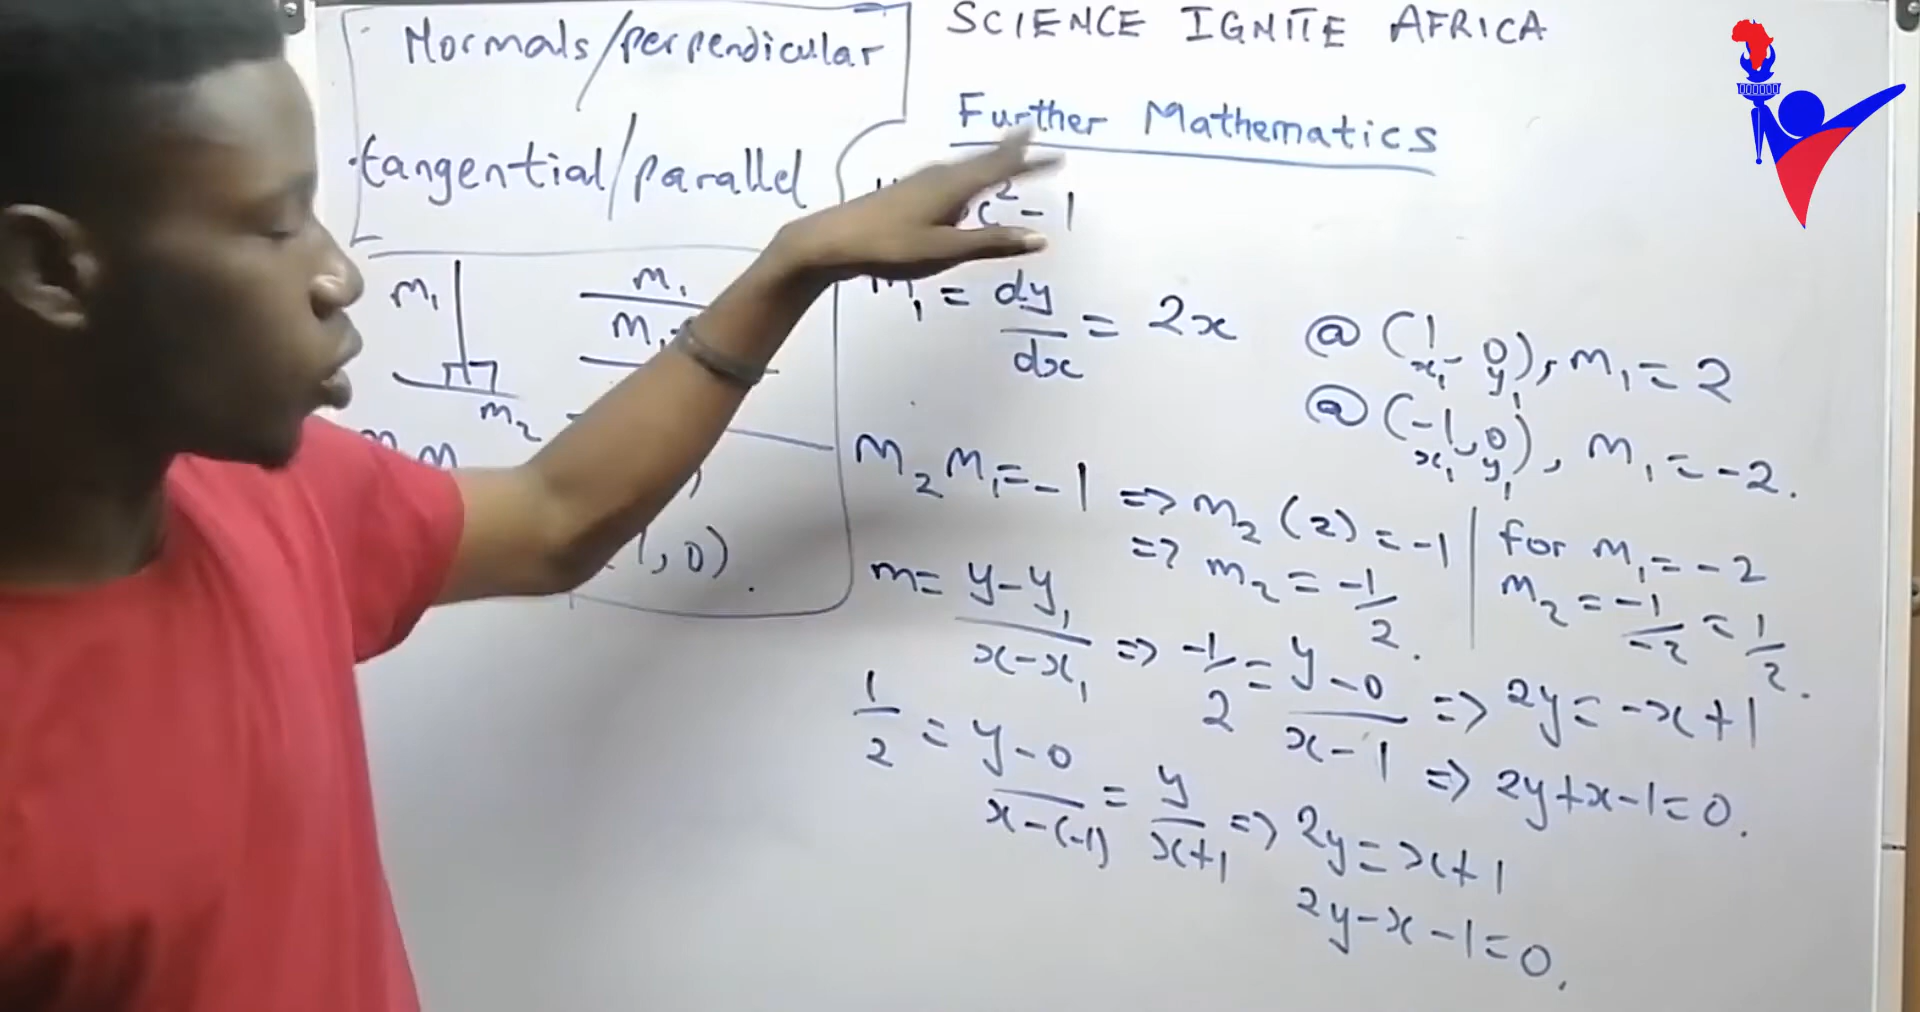 Normals/perpendicular
tangential/parallel
m₁
m₂
m₁
m₁
1, 0).
SCIENCE IGNITE AFRICA
Further Mathematics
x² - 1
m₁ = dy/dx = 2x @ (1, 0), m₁ = 2
x₁ y₁
@ (-1, 0), m₁ = -2.
x₁ y₁
m₂ m₁ = -1 => m₂ (2) = -1
=> m₂ = -1/2.
for m₁ = -2
m₂ = -1/-2 = 1/2.
m = y-y₁/x-x₁ => -1/2 = y-0/x-1 => 2y = -x+1
=> 2y+x-1=0.
1/2 = y-0/x-(-1) = y/x+1 => 2y = x+1
2y-x-1=0.